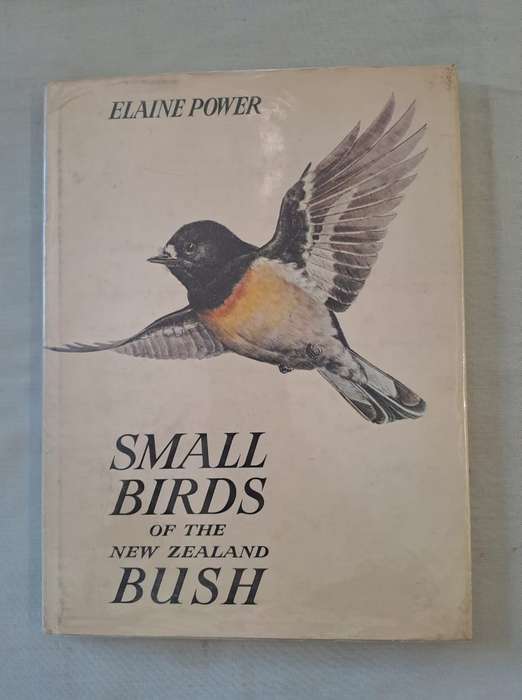 ELAINE POWER
SMALL
BIRDS
OF THE
NEW ZEALAND
BUSH